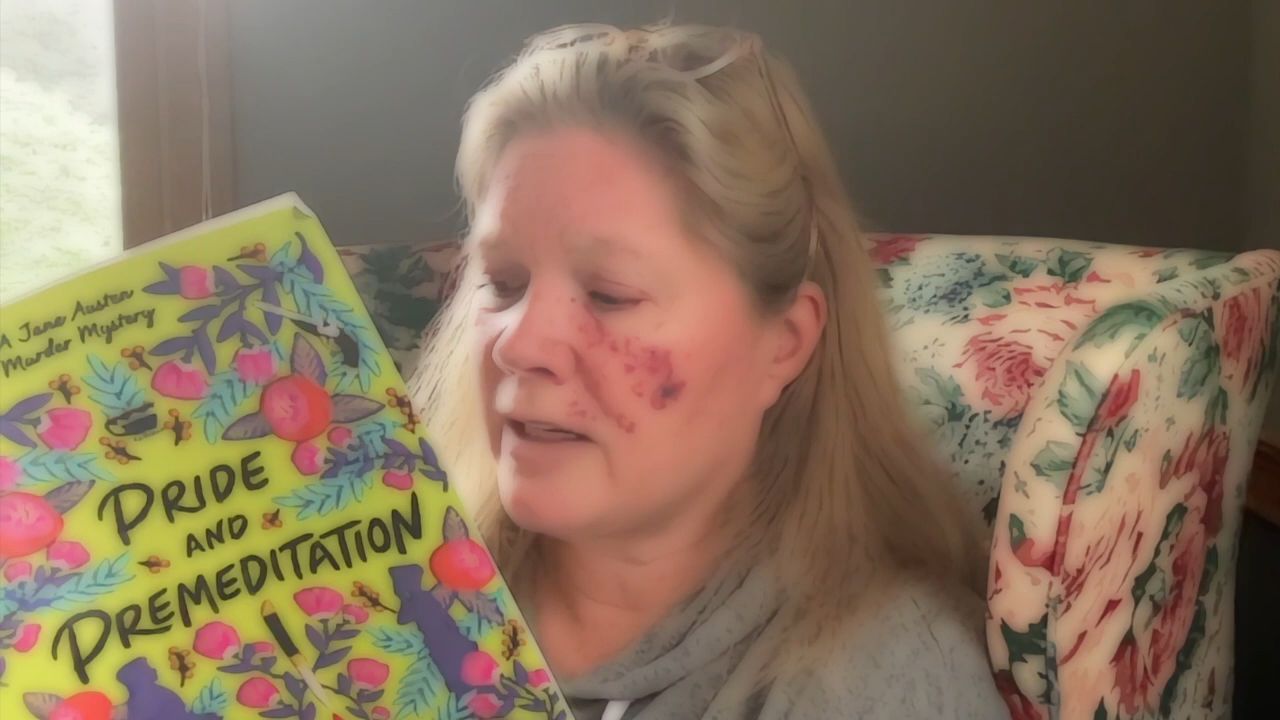 A Jane Austen
Murder Mystery
PRIDE
AND
PREMEDITATION